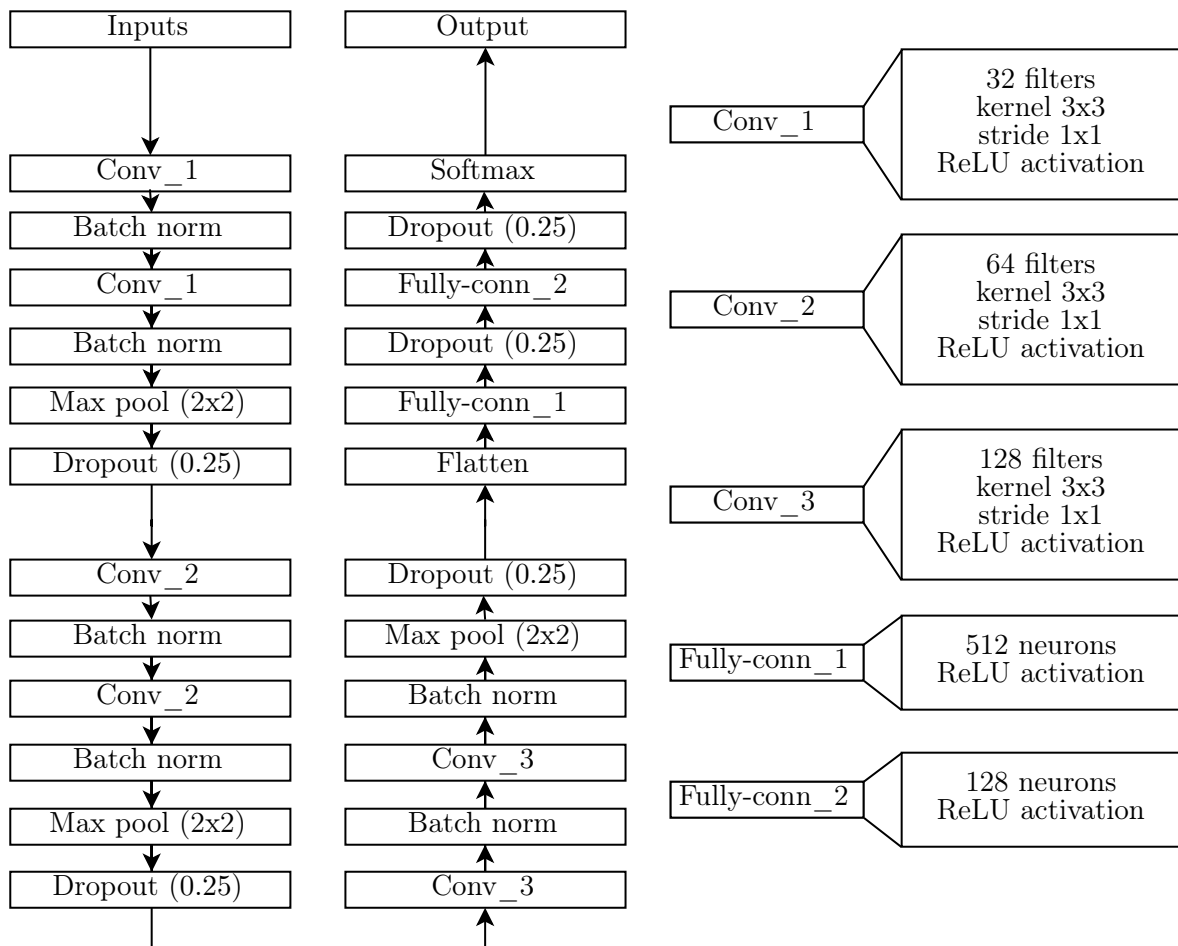 Inputs
Conv_1
Batch norm
Conv_1
Batch norm
Max pool (2x2)
Dropout (0.25)
Conv_2
Batch norm
Conv_2
Batch norm
Max pool (2x2)
Dropout (0.25)
Output
Softmax
Dropout (0.25)
Fully-conn_2
Dropout (0.25)
Fully-conn_1
Flatten
Dropout (0.25)
Max pool (2x2)
Batch norm
Conv_3
Batch norm
Conv_3
Conv_1
32 filters
kernel 3x3
stride 1x1
ReLU activation
Conv_2
64 filters
kernel 3x3
stride 1x1
ReLU activation
Conv_3
128 filters
kernel 3x3
stride 1x1
ReLU activation
Fully-conn_1
512 neurons
ReLU activation
Fully-conn_2
128 neurons
ReLU activation